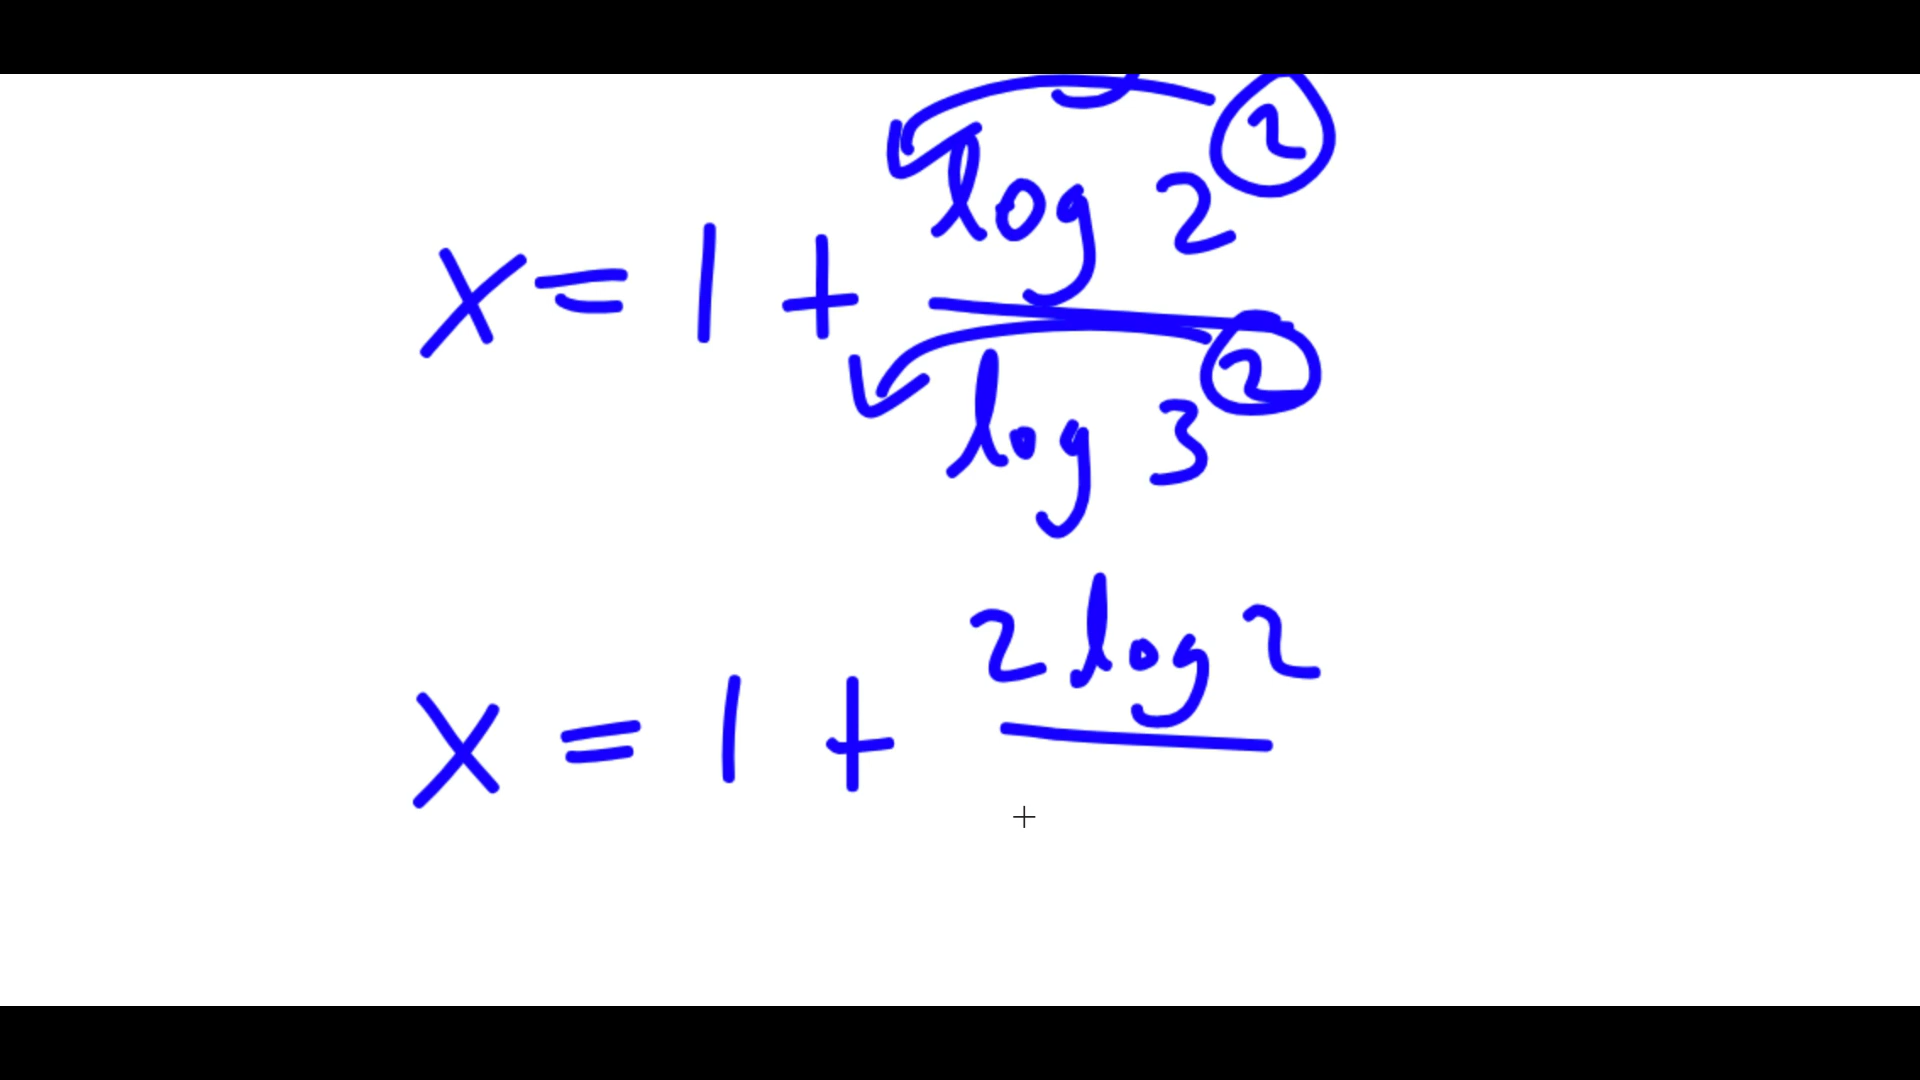 x = 1 + log 2² / log 3²
x = 1 + 2 log 2 /